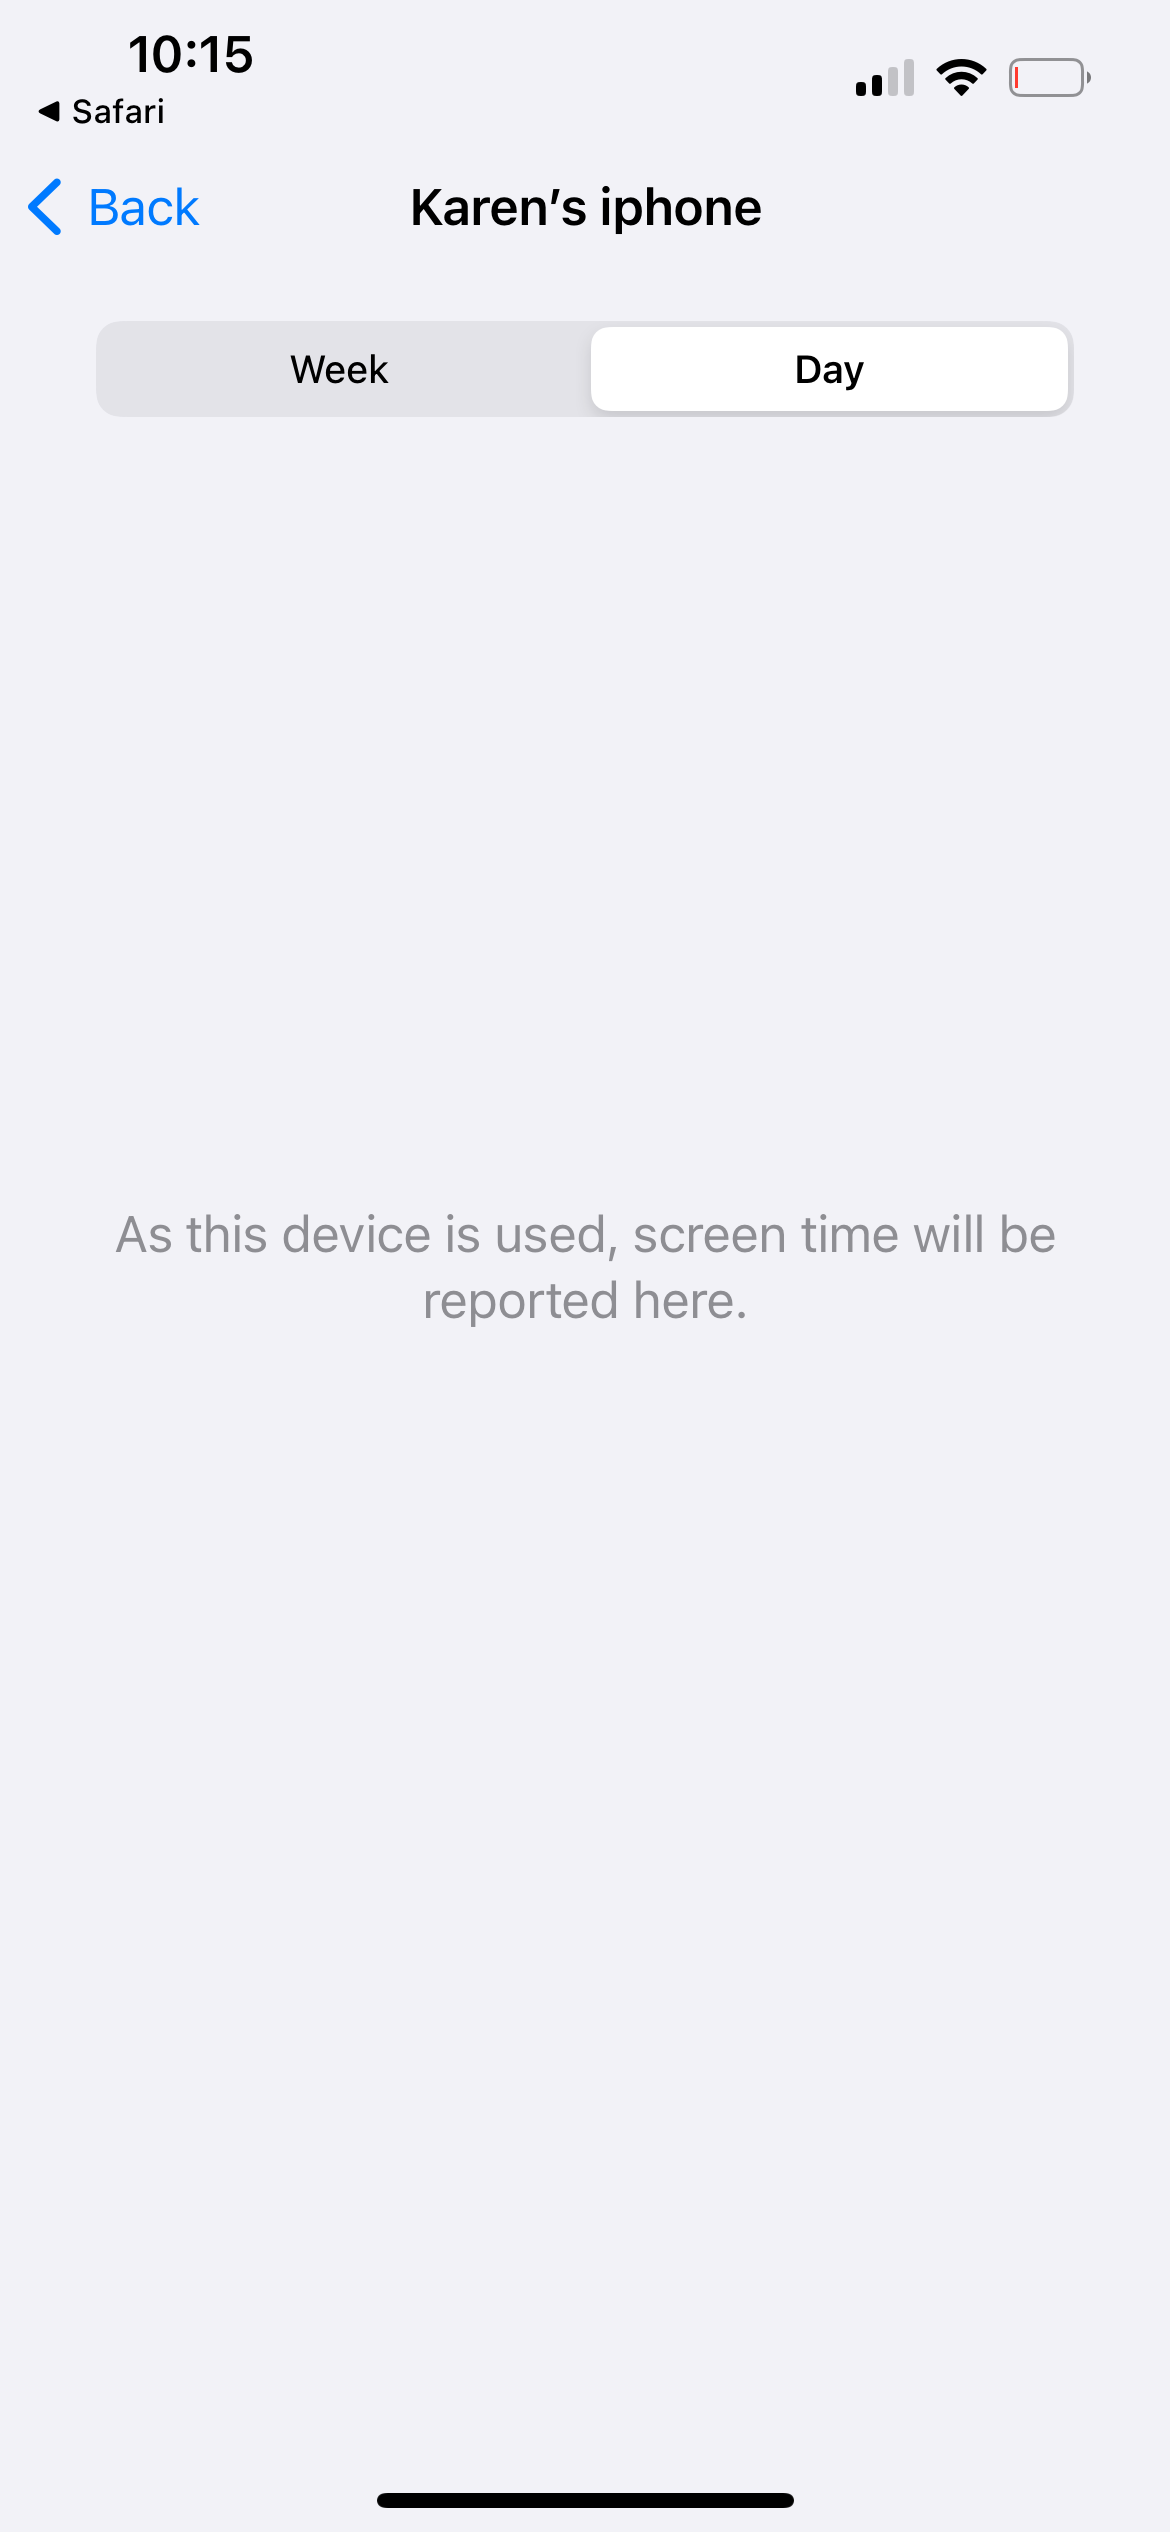 10:15
Safari
Back
Karen’s iphone
Week
Day
As this device is used, screen time will be
reported here.